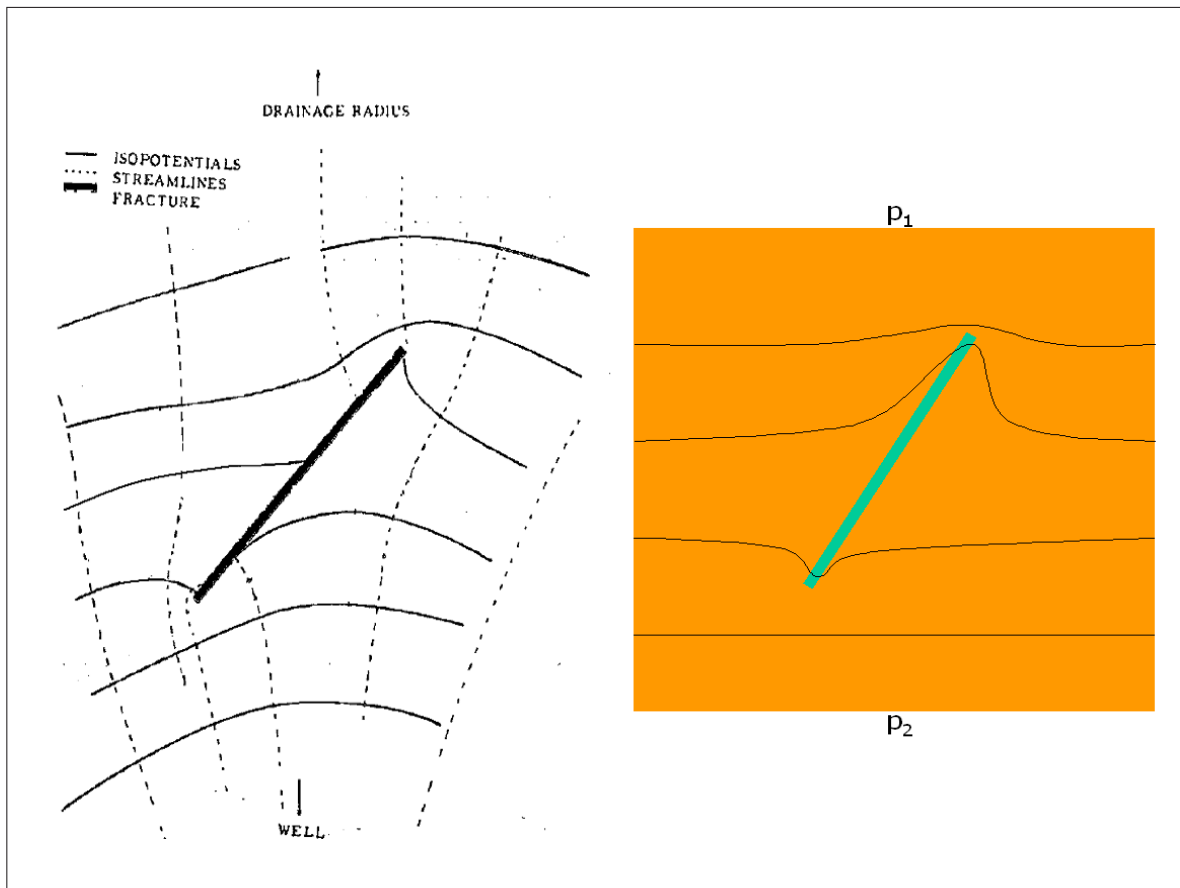 DRAINAGE RADIUS
ISOPOTENTIALS
STREAMLINES
FRACTURE
WELL
p1
p2